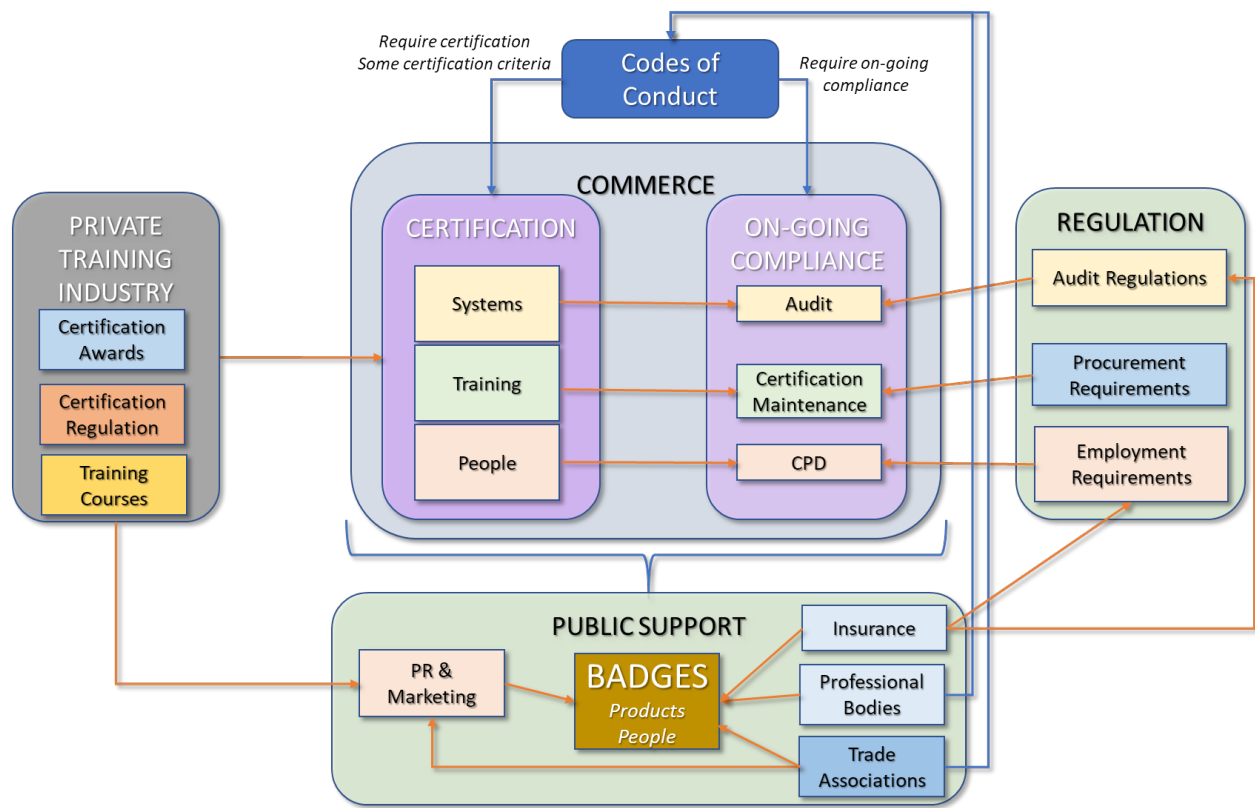 Require certification
Some certification criteria
Codes of
Conduct
Require on-going
compliance
COMMERCE
PRIVATE
TRAINING
INDUSTRY
Certification
Awards
Certification
Regulation
Training
Courses
CERTIFICATION
Systems
Training
People
ON-GOING
COMPLIANCE
Audit
Certification
Maintenance
CPD
REGULATION
Audit Regulations
Procurement
Requirements
Employment
Requirements
PUBLIC SUPPORT
PR &
Marketing
BADGES
Products
People
Insurance
Professional
Bodies
Trade
Associations